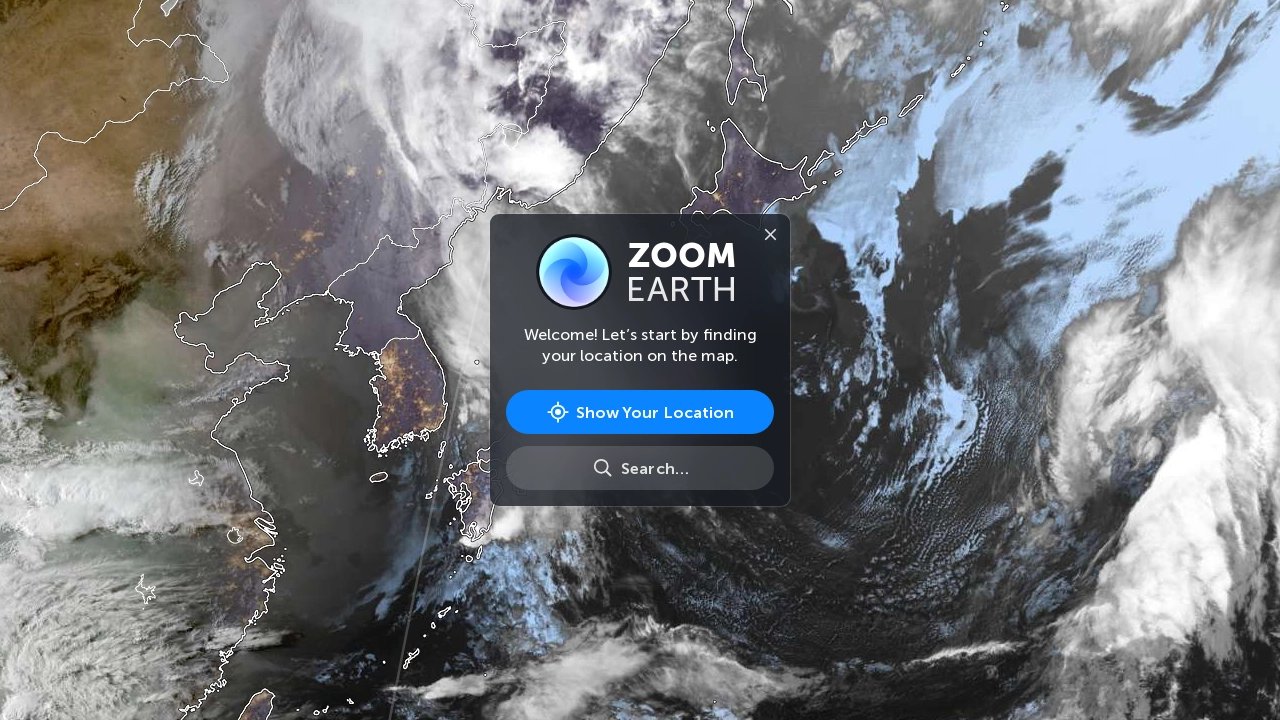 ZOOM
EARTH
Welcome! Let’s start by finding
your location on the map.
Show Your Location
Search...